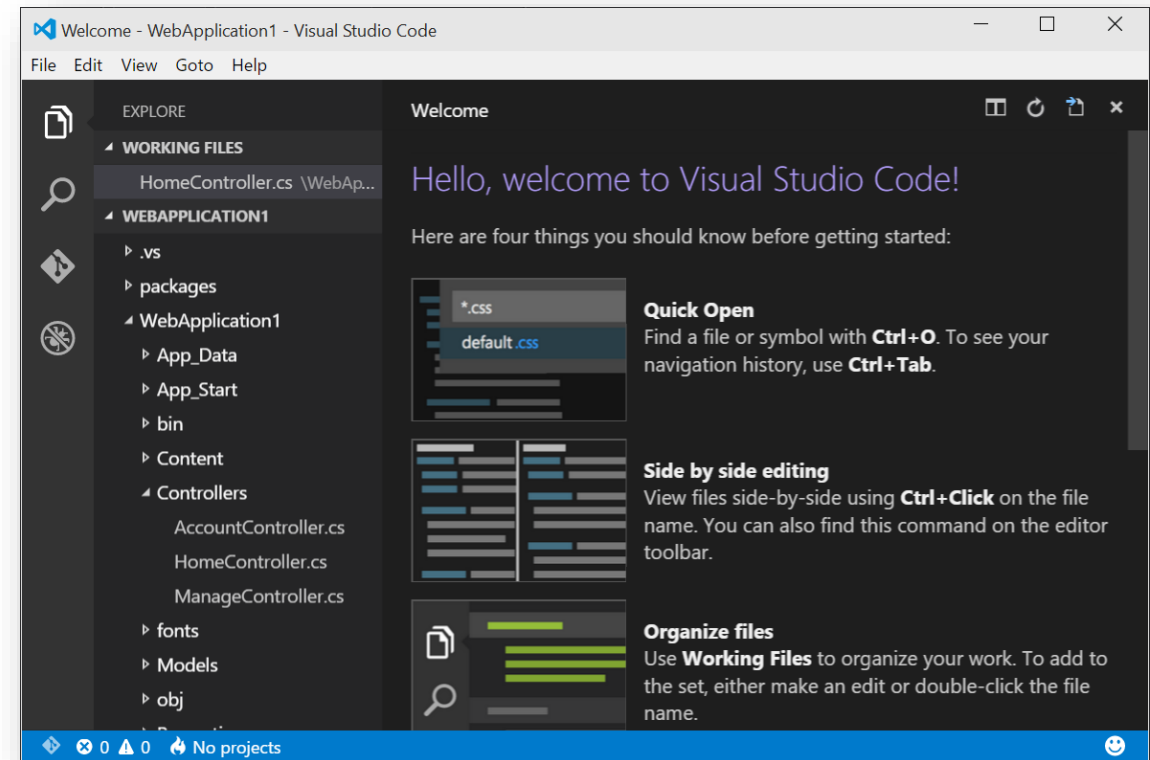 Welcome - WebApplication1 - Visual Studio Code
File Edit View Goto Help
EXPLORE
WORKING FILES
HomeController.cs \WebAp...
WEBAPPLICATION1
.vs
packages
WebApplication1
App_Data
App_Start
bin
Content
Controllers
AccountController.cs
HomeController.cs
ManageController.cs
fonts
Models
obj
Welcome
Hello, welcome to Visual Studio Code!
Here are four things you should know before getting started:
*.css
default.css
Quick Open
Find a file or symbol with Ctrl+O. To see your
navigation history, use Ctrl+Tab.
Side by side editing
View files side-by-side using Ctrl+Click on the file
name. You can also find this command on the editor
toolbar.
Organize files
Use Working Files to organize your work. To add to
the set, either make an edit or double-click the file
name.
0 0 No projects